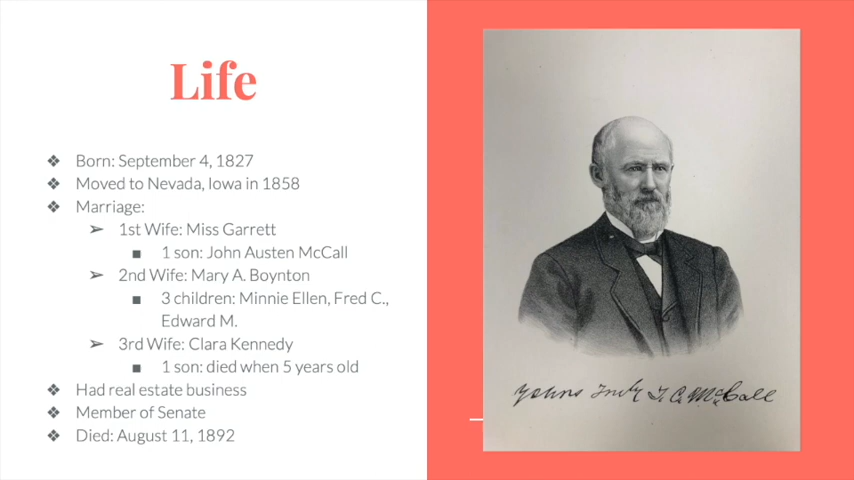 Life
❖ Born: September 4, 1827
❖ Moved to Nevada, Iowa in 1858
❖ Marriage:
➢ 1st Wife: Miss Garrett
■ 1 son: John Austen McCall
➢ 2nd Wife: Mary A. Boynton
■ 3 children: Minnie Ellen, Fred C.,
Edward M.
➢ 3rd Wife: Clara Kennedy
■ 1 son: died when 5 years old
❖ Had real estate business
❖ Member of Senate
❖ Died: August 11, 1892
Yours Truly T. C. McCall